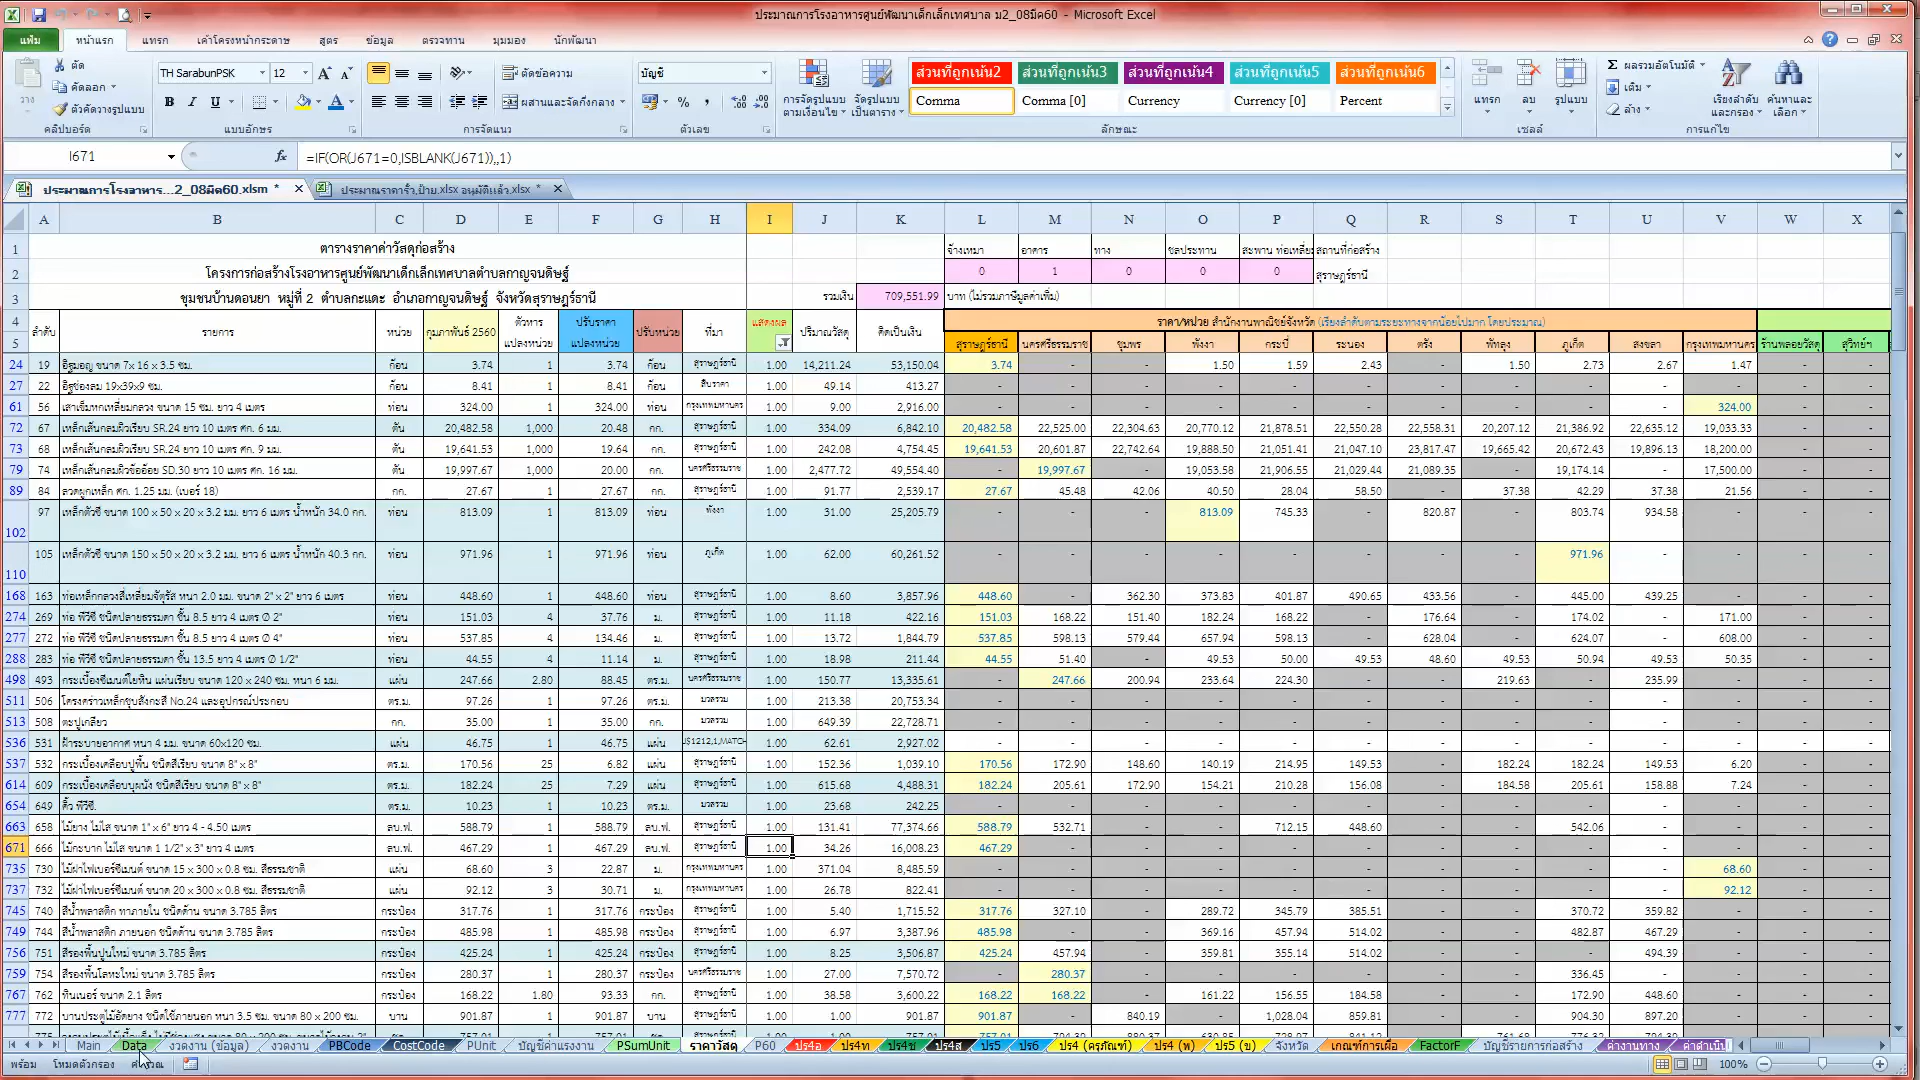 ประมาณการโรงอาหารศูนย์พัฒนาเด็กเล็กเทศบาล ม2_08มีค60 - Microsoft Excel
แฟ้ม หน้าแรก แทรก เค้าโครงหน้ากระดาษ สูตร ข้อมูล ตรวจทาน มุมมอง นักพัฒนา
ตัด
คัดลอก
ตัวคัดวางรูปแบบ
วาง
คลิปบอร์ด
TH SarabunPSK 12
แบบอักษร
ตัดข้อความ
ผสานและจัดกึ่งกลาง
การจัดแนว
บัญชี
ตัวเลข
การจัดรูปแบบตามเงื่อนไข จัดรูปแบบเป็นตาราง
ส่วนที่ถูกเน้น2 ส่วนที่ถูกเน้น3 ส่วนที่ถูกเน้น4 ส่วนที่ถูกเน้น5 ส่วนที่ถูกเน้น6
Comma Comma [0] Currency Currency [0] Percent
ลักษณะ
แทรก ลบ รูปแบบ
เซลล์
ผลรวมอัตโนมัติ
เติม
ล้าง
เรียงลำดับและกรอง ค้นหาและเลือก
การแก้ไข
I671 fx =IF(OR(J671=0,ISBLANK(J671)),,1)
ประมาณการโรงอาหาร...2_08มีค60.xlsm * ประมาณราคารั้ว,ป้าย.xlsx อนุมัติแล้ว.xlsx *
A B C D E F G H I J K L M N O P Q R S T U V W X
1 ตารางราคาค่าวัสดุก่อสร้าง จ้างเหมา อาคาร ทาง ชลประทาน สะพาน ท่อเหลี่ยม สถานที่ก่อสร้าง
2 โครงการก่อสร้างโรงอาหารศูนย์พัฒนาเด็กเล็กเทศบาลตำบลกาญจนดิษฐ์ 0 1 0 0 0 สุราษฎร์ธานี
3 ชุมชนบ้านดอนยา หมู่ที่ 2 ตำบลกะแดะ อำเภอกาญจนดิษฐ์ จังหวัดสุราษฎร์ธานี รวมเงิน 709,551.99 บาท (ไม่รวมภาษีมูลค่าเพิ่ม)
4 ลำดับ รายการ หน่วย กุมภาพันธ์ 2560 ตัวหารแปลงหน่วย ปรับราคาแปลงหน่วย ปรับหน่วย ที่มา แสดงผล ปริมาณวัสดุ คิดเป็นเงิน ราคา/หน่วย สำนักงานพาณิชย์จังหวัด (เรียงลำดับตามระยะทางจากน้อยไปมาก โดยประมาณ)
5 สุราษฎร์ธานี นครศรีธรรมราช ชุมพร พังงา กระบี่ ระนอง ตรัง พัทลุง ภูเก็ต สงขลา กรุงเทพมหานคร ร้านพลอยวัสดุ สุวิทย์ฯ
24 19 อิฐมอญ ขนาด 7x 16 x 3.5 ซม. ก้อน 3.74 1 3.74 ก้อน สุราษฎร์ธานี 1.00 14,211.24 53,150.04 3.74 - - 1.50 1.59 2.43 - 1.50 2.73 2.67 1.47 - -
27 22 อิฐช่องลม 19x39x9 ซม. ก้อน 8.41 1 8.41 ก้อน สืบราคา 1.00 49.14 413.27 - - - - - - - - - - - - -
61 56 เสาเข็มหกเหลี่ยมกลวง ขนาด 15 ซม. ยาว 4 เมตร ท่อน 324.00 1 324.00 ท่อน กรุงเทพมหานคร 1.00 9.00 2,916.00 - - - - - - - - - - 324.00 - -
72 67 เหล็กเส้นกลมผิวเรียบ SR.24 ยาว 10 เมตร ศก. 6 มม. ตัน 20,482.58 1,000 20.48 กก. สุราษฎร์ธานี 1.00 334.09 6,842.10 20,482.58 22,525.00 22,304.63 20,770.12 21,878.51 22,550.28 22,558.31 20,207.12 21,386.92 22,635.12 19,033.33 - -
73 68 เหล็กเส้นกลมผิวเรียบ SR.24 ยาว 10 เมตร ศก. 9 มม. ตัน 19,641.53 1,000 19.64 กก. สุราษฎร์ธานี 1.00 242.08 4,754.45 19,641.53 20,601.87 22,742.64 19,888.50 21,051.41 21,047.10 23,817.47 19,665.42 20,672.43 19,896.13 18,200.00 - -
79 74 เหล็กเส้นกลมผิวข้ออ้อย SD.30 ยาว 10 เมตร ศก. 16 มม. ตัน 19,997.67 1,000 20.00 กก. นครศรีธรรมราช 1.00 2,477.72 49,554.40 - 19,997.67 - 19,053.58 21,906.55 21,029.44 21,089.35 - 19,174.14 - 17,500.00 - -
89 84 ลวดผูกเหล็ก ศก. 1.25 มม. (เบอร์ 18) กก. 27.67 1 27.67 กก. สุราษฎร์ธานี 1.00 91.77 2,539.17 27.67 45.48 42.06 40.50 28.04 58.50 - 37.38 42.29 37.38 21.56 - -
102 97 เหล็กตัวซี ขนาด 100 x 50 x 20 x 3.2 มม. ยาว 6 เมตร น้ำหนัก 34.0 กก. ท่อน 813.09 1 813.09 ท่อน พังงา 1.00 31.00 25,205.79 - - - 813.09 745.33 - 820.87 - 803.74 934.58 - - -
110 105 เหล็กตัวซี ขนาด 150 x 50 x 20 x 3.2 มม. ยาว 6 เมตร น้ำหนัก 40.3 กก. ท่อน 971.96 1 971.96 ท่อน ภูเก็ต 1.00 62.00 60,261.52 - - - - - - - - 971.96 - - - -
168 163 ท่อเหล็กกลวงสี่เหลี่ยมจัตุรัส หนา 2.0 มม. ขนาด 2" x 2" ยาว 6 เมตร ท่อน 448.60 1 448.60 ท่อน สุราษฎร์ธานี 1.00 8.60 3,857.96 448.60 - 362.30 373.83 401.87 490.65 433.56 - 445.00 439.25 - - -
274 269 ท่อ พีวีซี ชนิดปลายธรรมดา ชั้น 8.5 ยาว 4 เมตร Ø 2" ท่อน 151.03 4 37.76 ม. สุราษฎร์ธานี 1.00 11.18 422.16 151.03 168.22 151.40 182.24 168.22 - 176.64 - 174.02 - 171.00 - -
277 272 ท่อ พีวีซี ชนิดปลายธรรมดา ชั้น 8.5 ยาว 4 เมตร Ø 4" ท่อน 537.85 4 134.46 ม. สุราษฎร์ธานี 1.00 13.72 1,844.79 537.85 598.13 579.44 657.94 598.13 - 628.04 - 624.07 - 608.00 - -
288 283 ท่อ พีวีซี ชนิดปลายธรรมดา ชั้น 13.5 ยาว 4 เมตร Ø 1/2" ท่อน 44.55 4 11.14 ม. สุราษฎร์ธานี 1.00 18.98 211.44 44.55 51.40 - 49.53 50.00 49.53 48.60 49.53 50.94 49.53 50.35 - -
498 493 กระเบื้องซีเมนต์ใยหิน แผ่นเรียบ ขนาด 120 x 240 ซม. หนา 6 มม. แผ่น 247.66 2.80 88.45 ตร.ม. นครศรีธรรมราช 1.00 150.77 13,335.61 - 247.66 200.94 233.64 224.30 - - 219.63 - 235.99 - - -
511 506 โครงคร่าวเหล็กชุบสังกะสี No.24 และอุปกรณ์ประกอบ ตร.ม. 97.26 1 97.26 ตร.ม. มวลรวม 1.00 213.38 20,753.34 - - - - - - - - - - - - -
513 508 ตะปูเกลียว กก. 35.00 1 35.00 กก. มวลรวม 1.00 649.39 22,728.71 - - - - - - - - - - - - -
536 531 ฝ้าระบายอากาศ หนา 4 มม. ขนาด 60x120 ซม. แผ่น 46.75 1 46.75 แผ่น J$1212,1,MATCH 1.00 62.61 2,927.02 - - - - - - - - - - - - -
537 532 กระเบื้องเคลือบปูพื้น ชนิดสีเรียบ ขนาด 8" x 8" ตร.ม. 170.56 25 6.82 แผ่น สุราษฎร์ธานี 1.00 152.36 1,039.10 170.56 172.90 148.60 140.19 214.95 149.53 - 182.24 182.24 149.53 6.20 - -
614 609 กระเบื้องเคลือบบุผนัง ชนิดสีเรียบ ขนาด 8" x 8" ตร.ม. 182.24 25 7.29 แผ่น สุราษฎร์ธานี 1.00 615.68 4,488.31 182.24 205.61 172.90 154.21 210.28 156.08 - 184.58 205.61 158.88 7.24 - -
654 649 คิ้ว พีวีซี. ตร.ม. 10.23 1 10.23 ตร.ม. มวลรวม 1.00 23.68 242.25 - - - - - - - - - - - - -
663 658 ไม้ยาง ไม่ไส ขนาด 1" x 6" ยาว 4 - 4.50 เมตร ลบ.ฟ. 588.79 1 588.79 ลบ.ฟ. สุราษฎร์ธานี 1.00 131.41 77,374.66 588.79 532.71 - - 712.15 448.60 - - 542.06 - - - -
671 666 ไม้กะบาก ไม่ไส ขนาด 1 1/2" x 3" ยาว 4 เมตร ลบ.ฟ. 467.29 1 467.29 ลบ.ฟ. สุราษฎร์ธานี 1.00 34.26 16,008.23 467.29 - - - - - - - - - - - -
735 730 ไม้ฝาไฟเบอร์ซีเมนต์ ขนาด 15 x 300 x 0.8 ซม. สีธรรมชาติ แผ่น 68.60 3 22.87 ม. กรุงเทพมหานคร 1.00 371.04 8,485.59 - - - - - - - - - - 68.60 - -
737 732 ไม้ฝาไฟเบอร์ซีเมนต์ ขนาด 20 x 300 x 0.8 ซม. สีธรรมชาติ แผ่น 92.12 3 30.71 ม. กรุงเทพมหานคร 1.00 26.78 822.41 - - - - - - - - - - 92.12 - -
745 740 สีน้ำพลาสติก ทาภายใน ชนิดด้าน ขนาด 3.785 ลิตร กระป๋อง 317.76 1 317.76 กระป๋อง สุราษฎร์ธานี 1.00 5.40 1,715.52 317.76 327.10 - 289.72 345.79 385.51 - - 370.72 359.82 - - -
749 744 สีน้ำพลาสติก ภายนอก ชนิดด้าน ขนาด 3.785 ลิตร กระป๋อง 485.98 1 485.98 กระป๋อง สุราษฎร์ธานี 1.00 6.97 3,387.96 485.98 - - 369.16 457.94 514.02 - - 482.87 467.29 - - -
756 751 สีรองพื้นปูนใหม่ ขนาด 3.785 ลิตร กระป๋อง 425.24 1 425.24 กระป๋อง สุราษฎร์ธานี 1.00 8.25 3,506.87 425.24 457.94 - 359.81 355.14 514.02 - - - 494.39 - - -
759 754 สีรองพื้นโลหะใหม่ ขนาด 3.785 ลิตร กระป๋อง 280.37 1 280.37 กระป๋อง นครศรีธรรมราช 1.00 27.00 7,570.72 - 280.37 - - - - - - 336.45 - - - -
767 762 ทินเนอร์ ขนาด 2.1 ลิตร กระป๋อง 168.22 1.80 93.33 กก. สุราษฎร์ธานี 1.00 38.58 3,600.22 168.22 168.22 - 161.22 156.55 184.58 - - 172.90 448.60 - - -
777 772 บานประตูไม้อัดยาง ชนิดใช้ภายนอก หนา 3.5 ซม. ขนาด 80 x 200 ซม. บาน 901.87 1 901.87 บาน สุราษฎร์ธานี 1.00 1.00 901.87 901.87 - 840.19 - 1,028.04 859.81 - - 904.30 897.20 - - -
Main Data งวดงาน (ข้อมูล) งวดงาน PBCode CostCode PUnit บัญชีค่าแรงงาน PSumUnit ราคาวัสดุ P60 ปร4อ ปร4ท ปร4ช ปร4ส ปร5 ปร6 ปร4 (ครุภัณฑ์) ปร4 (พ) ปร5 (ข) จังหวัด เกณฑ์การเผื่อ FactorF บัญชีรายการก่อสร้าง ค่างานทาง ค่าดำเนิน
พร้อม โหมดตัวกรอง คำนวณ 100%